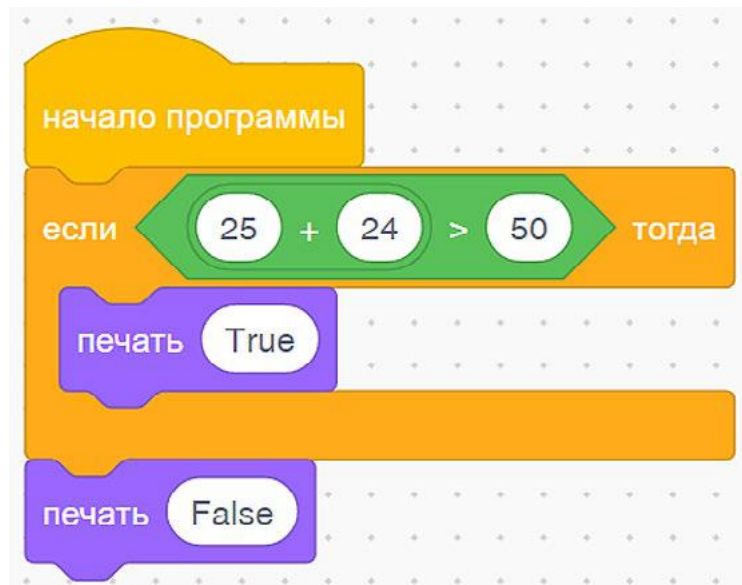 начало программы
если 25 + 24 > 50 тогда
печать True
печать False